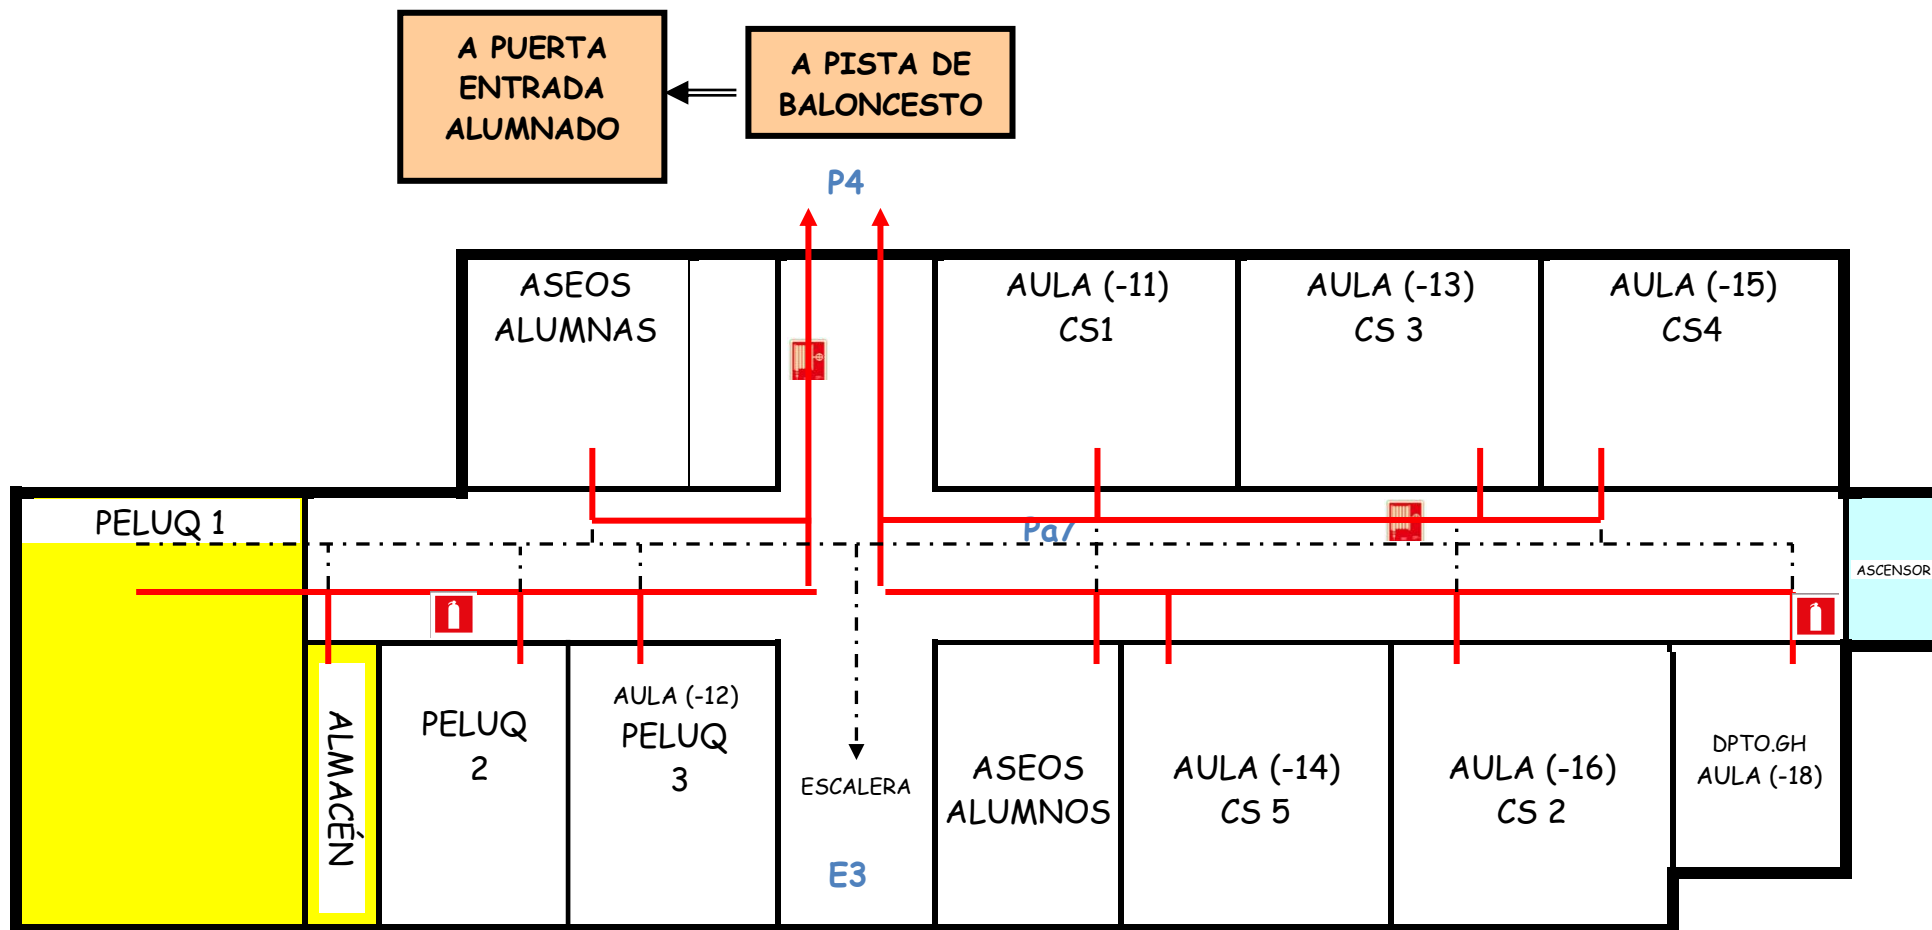 A PUERTA
ENTRADA
ALUMNADO
A PISTA DE
BALONCESTO
P4
ASEOS
ALUMNAS
AULA (-11)
CS1
AULA (-13)
CS 3
AULA (-15)
CS4
PELUQ 1
Pa7
ASCENSOR
ALMACÉN
PELUQ
2
AULA (-12)
PELUQ
3
ESCALERA
E3
ASEOS
ALUMNOS
AULA (-14)
CS 5
AULA (-16)
CS 2
DPTO.GH
AULA (-18)